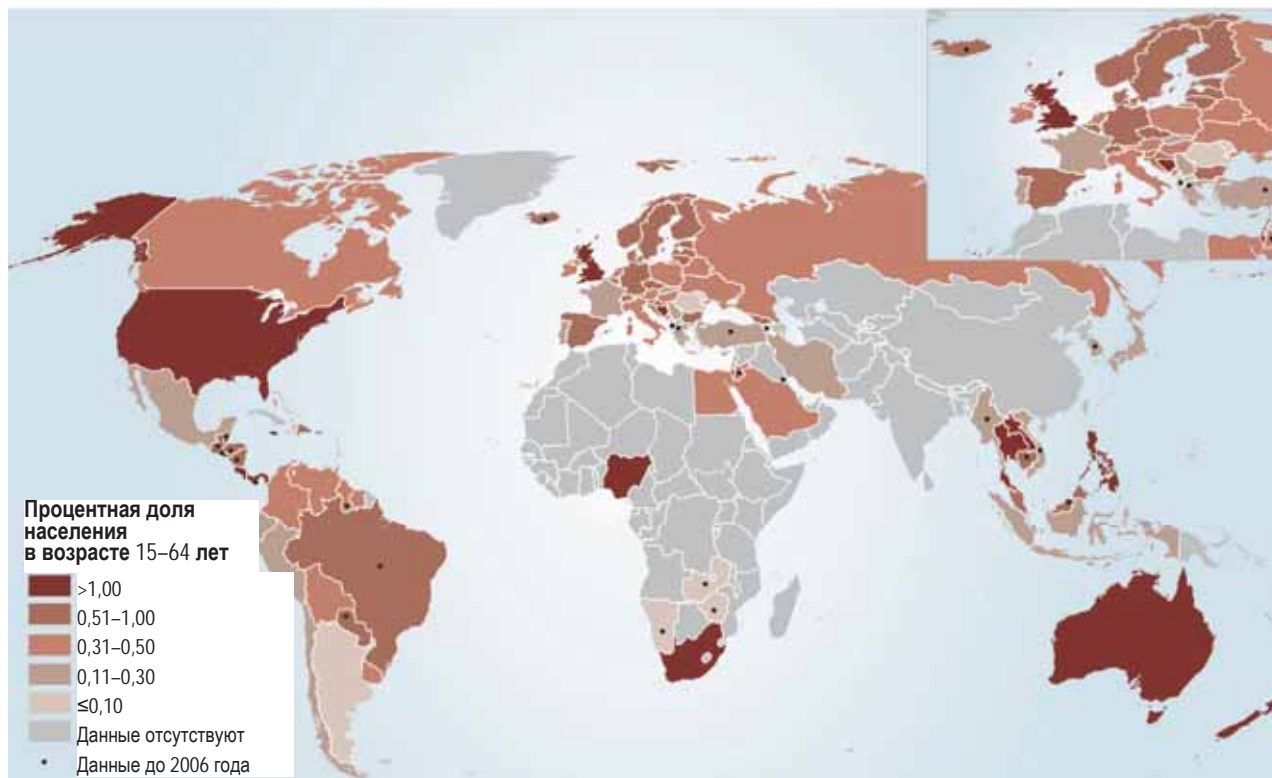 Процентная доля
населения
в возрасте 15–64 лет
>1,00
0,51–1,00
0,31–0,50
0,11–0,30
≤0,10
Данные отсутствуют
Данные до 2006 года